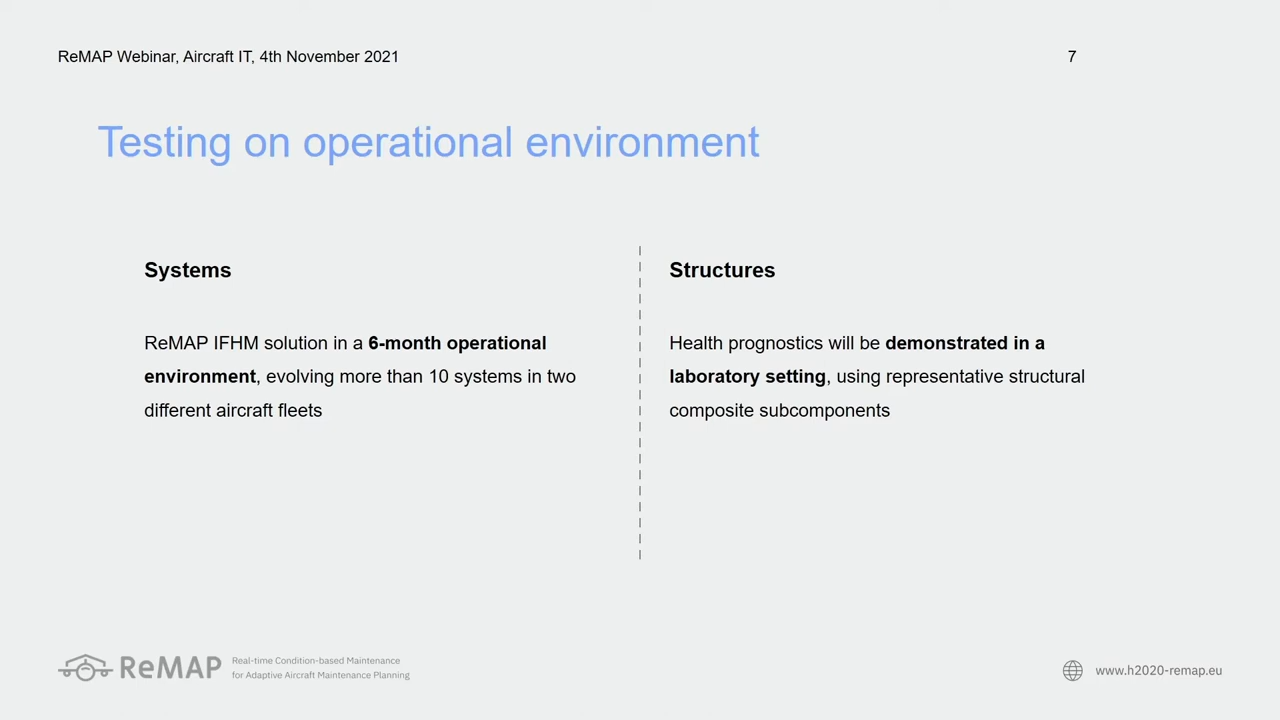 ReMAP Webinar, Aircraft IT, 4th November 2021
7
Testing on operational environment
Systems
ReMAP IFHM solution in a 6-month operational
environment, evolving more than 10 systems in two
different aircraft fleets
Structures
Health prognostics will be demonstrated in a
laboratory setting, using representative structural
composite subcomponents
ReMAP
Real-time Condition-based Maintenance
for Adaptive Aircraft Maintenance Planning
www.h2020-remap.eu